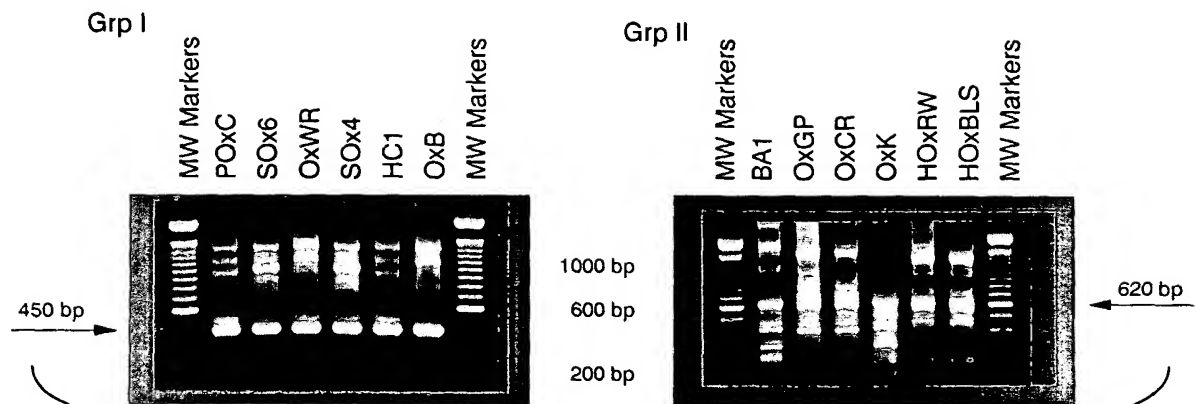 Grp I
MW Markers
POxC
SOx6
OxWR
SOx4
HC1
OxB
MW Markers
450 bp
Grp II
MW Markers
BA1
OxGP
OxCR
OxK
HOxRW
HOxBLS
MW Markers
1000 bp
600 bp
200 bp
620 bp